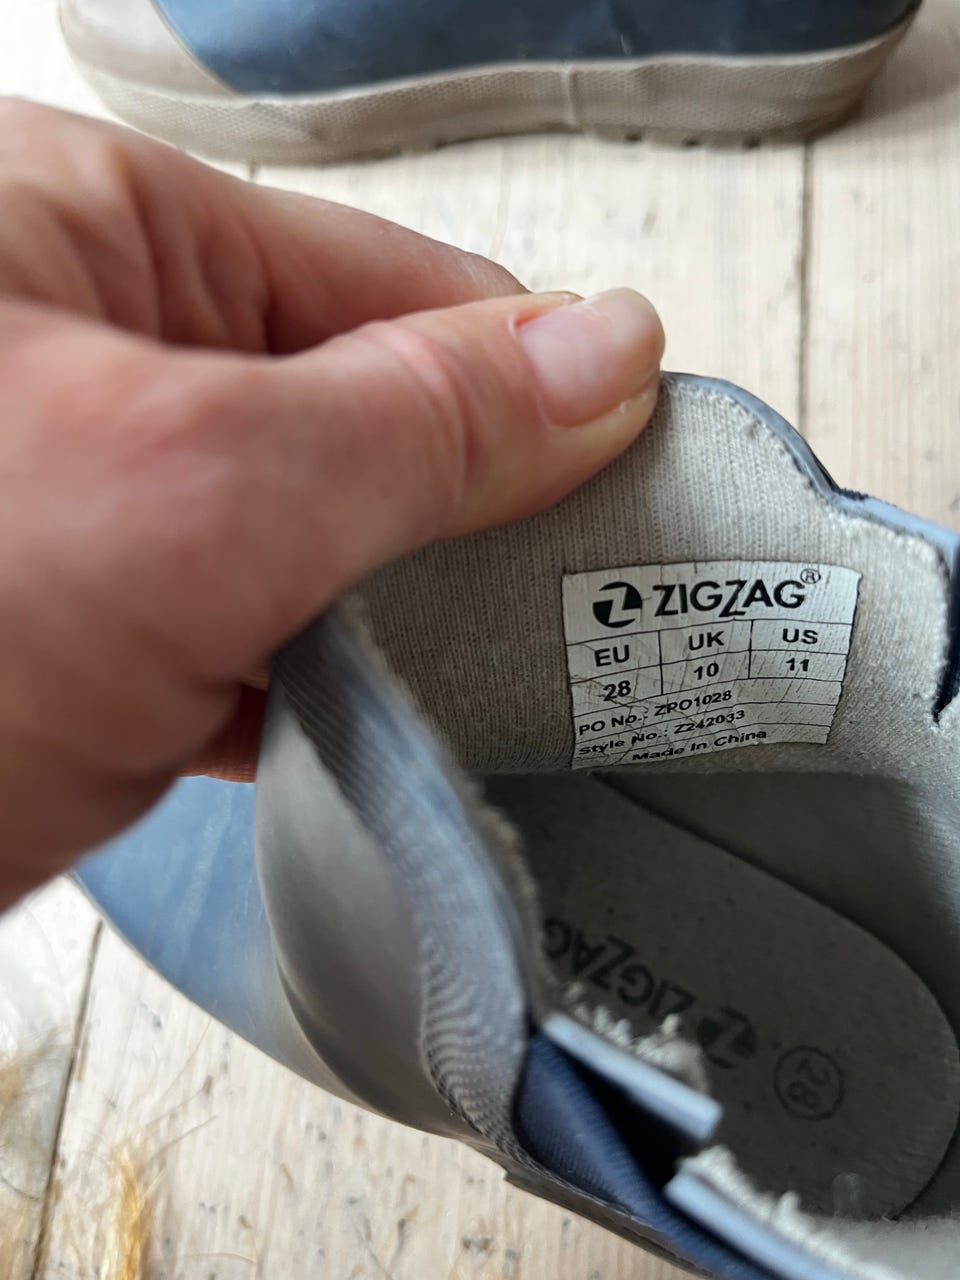 ZIGZAG®
EU UK US
28 10 11
PO No.: ZPO1028
Style No.: Z242033
Made In China
ZIGZAG
28